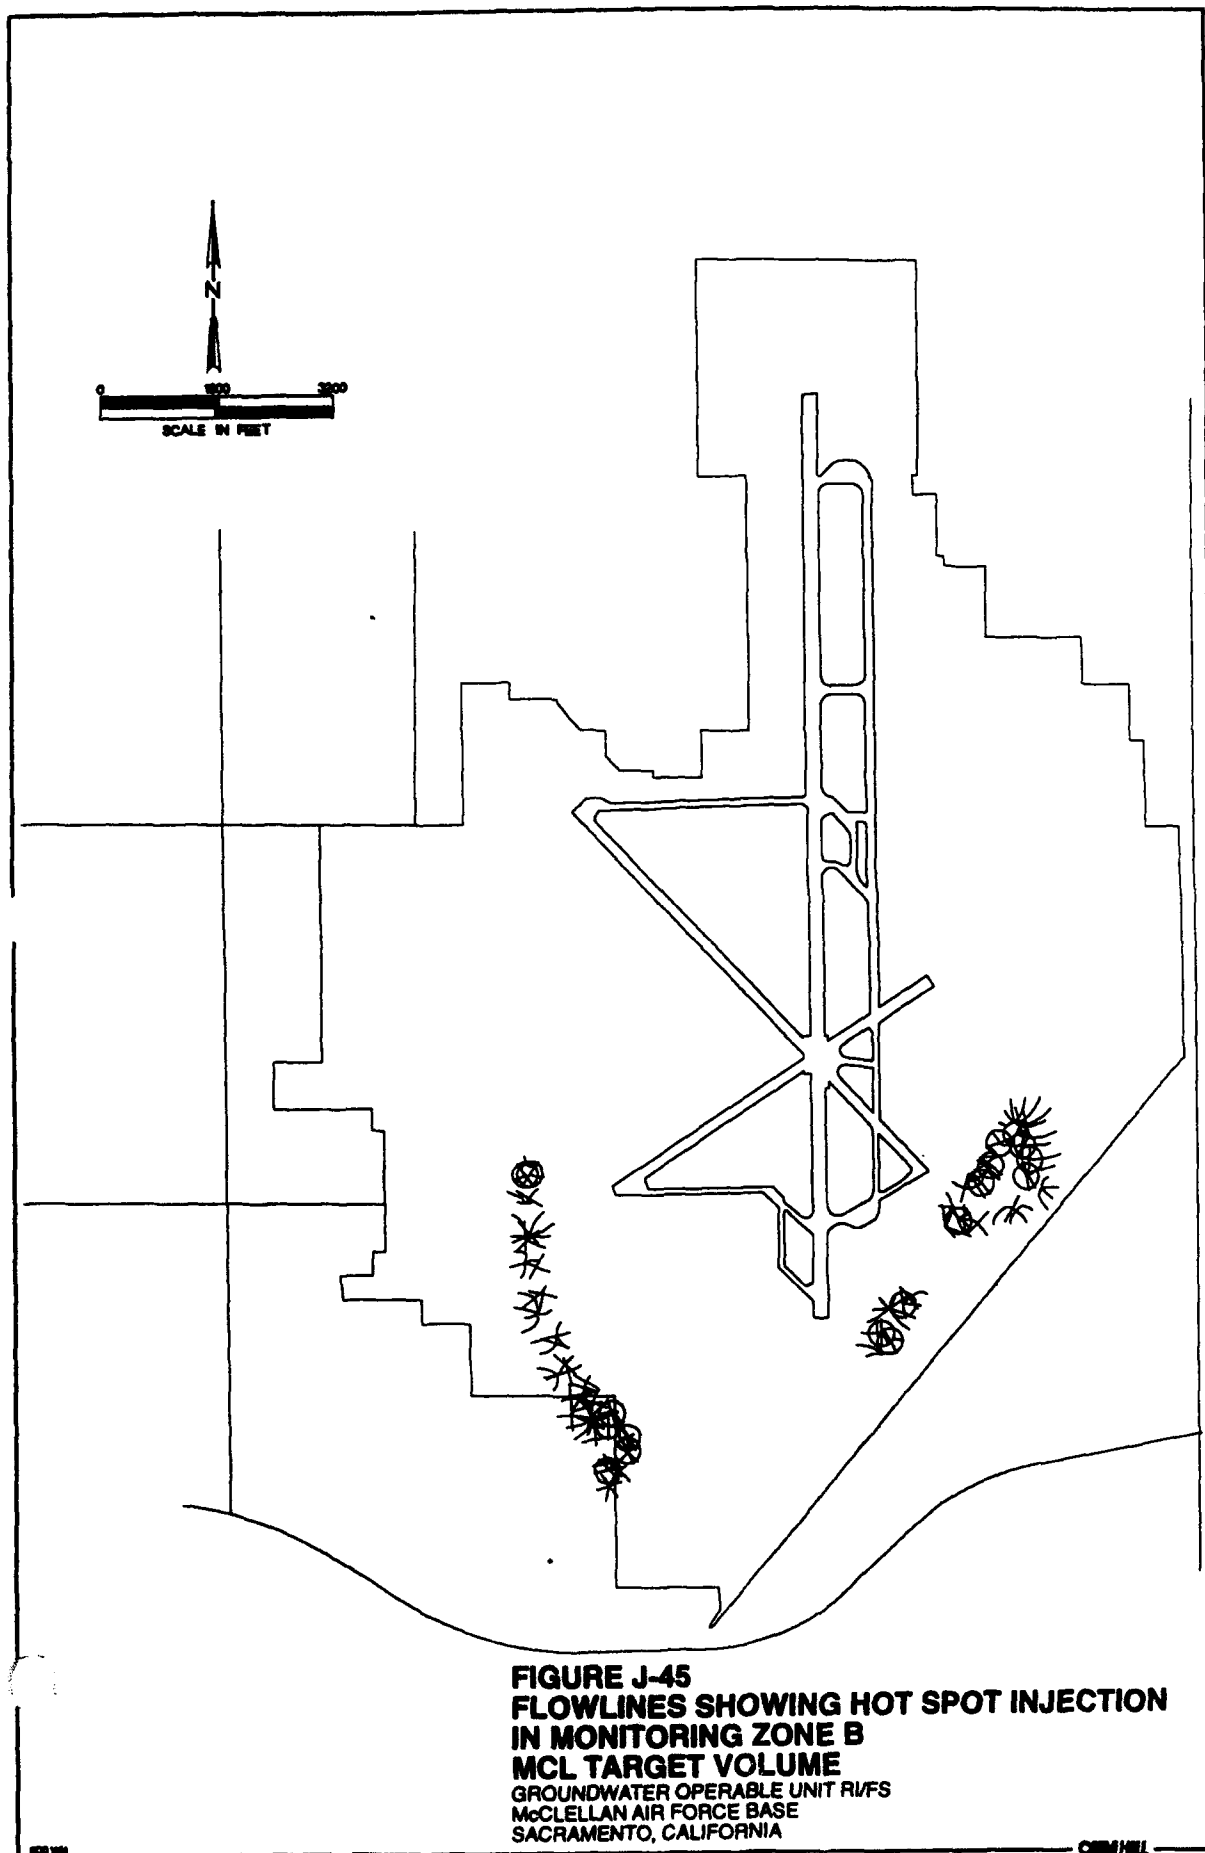 N
0 1600 3200
SCALE IN FEET
FIGURE J-45
FLOWLINES SHOWING HOT SPOT INJECTION
IN MONITORING ZONE B
MCL TARGET VOLUME
GROUNDWATER OPERABLE UNIT RI/FS
McCLELLAN AIR FORCE BASE
SACRAMENTO, CALIFORNIA
CH2M HILL